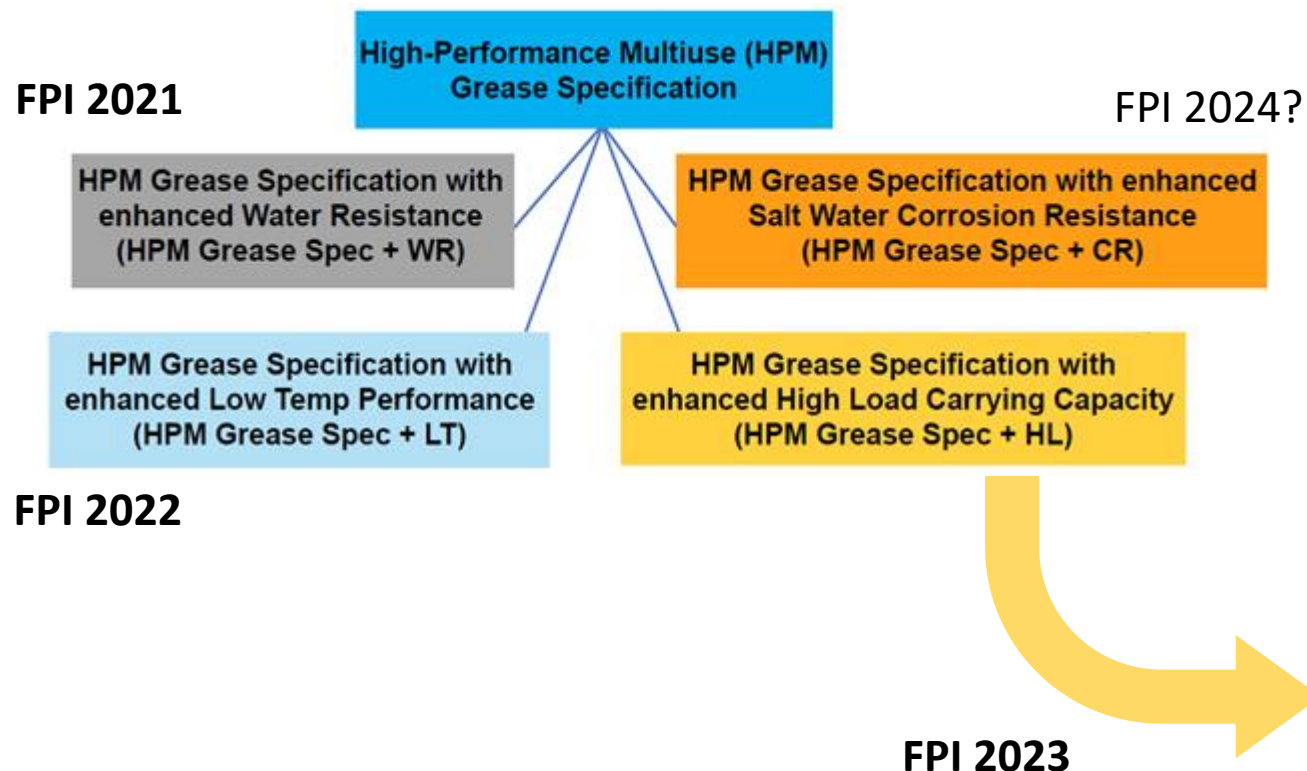 High-Performance Multiuse (HPM)
Grease Specification
FPI 2021
FPI 2024?
HPM Grease Specification with
enhanced Water Resistance
(HPM Grease Spec + WR)
HPM Grease Specification with enhanced
Salt Water Corrosion Resistance
(HPM Grease Spec + CR)
HPM Grease Specification with
enhanced Low Temp Performance
(HPM Grease Spec + LT)
HPM Grease Specification with
enhanced High Load Carrying Capacity
(HPM Grease Spec + HL)
FPI 2022
FPI 2023